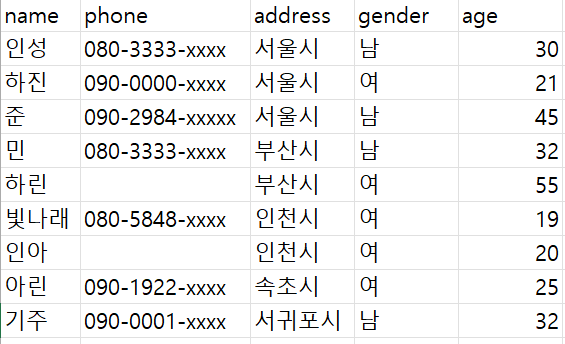 name phone address gender age
인성 080-3333-xxxx 서울시 남 30
하진 090-0000-xxxx 서울시 여 21
준 090-2984-xxxxx 서울시 남 45
민 080-3333-xxxx 부산시 남 32
하린 부산시 여 55
빛나래 080-5848-xxxx 인천시 여 19
인아 인천시 여 20
아린 090-1922-xxxx 속초시 여 25
기주 090-0001-xxxx 서귀포시 남 32